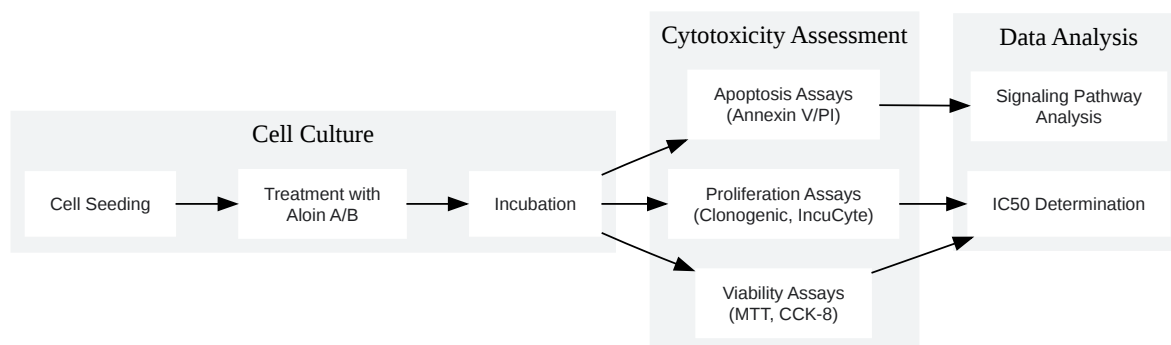 Cell Culture
Cell Seeding
Treatment with
Aloin A/B
Incubation
Cytotoxicity Assessment
Apoptosis Assays
(Annexin V/PI)
Proliferation Assays
(Clonogenic, IncuCyte)
Viability Assays
(MTT, CCK-8)
Data Analysis
Signaling Pathway
Analysis
IC50 Determination